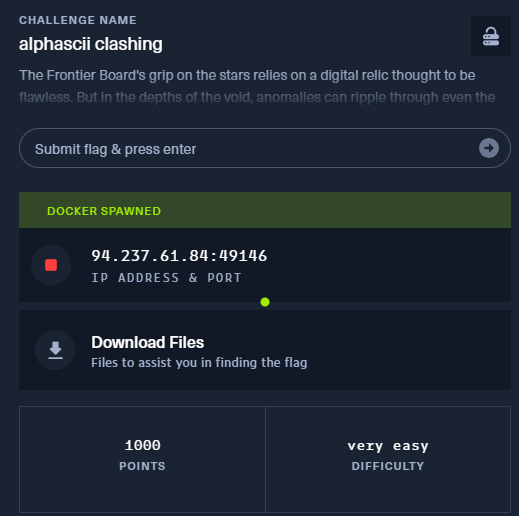 CHALLENGE NAME
alphascii clashing
The Frontier Board's grip on the stars relies on a digital relic thought to be
flawless. But in the depths of the void, anomalies can ripple through even the
Submit flag & press enter
DOCKER SPAWNED
94.237.61.84:49146
IP ADDRESS & PORT
Download Files
Files to assist you in finding the flag
1000
POINTS
very easy
DIFFICULTY